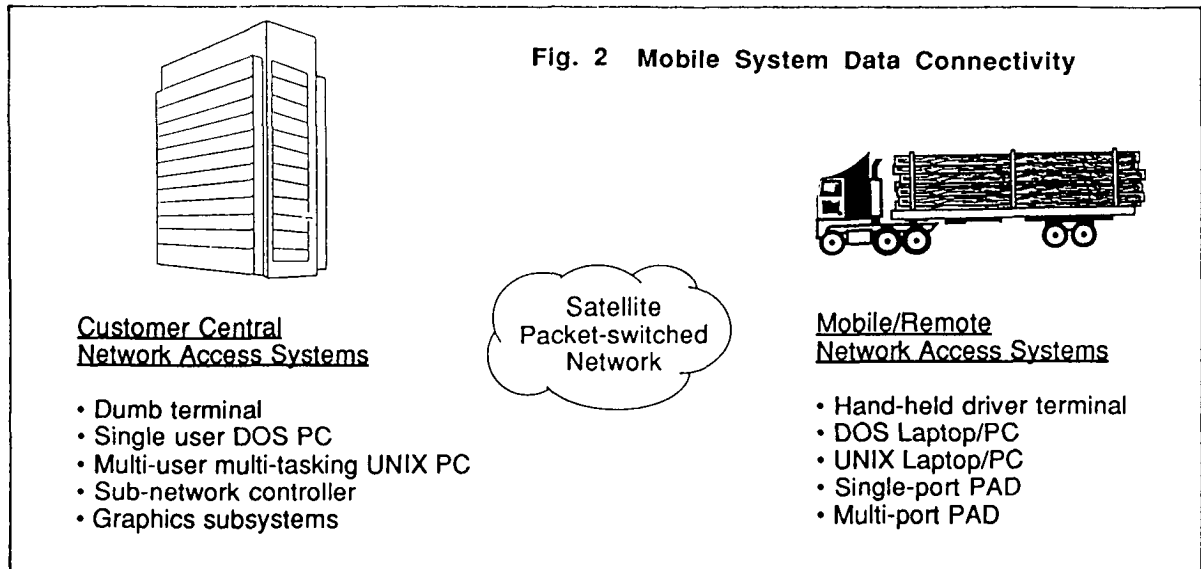 Fig. 2 Mobile System Data Connectivity
Satellite
Packet-switched
Network
Customer Central
Network Access Systems
• Dumb terminal
• Single user DOS PC
• Multi-user multi-tasking UNIX PC
• Sub-network controller
• Graphics subsystems
Mobile/Remote
Network Access Systems
• Hand-held driver terminal
• DOS Laptop/PC
• UNIX Laptop/PC
• Single-port PAD
• Multi-port PAD